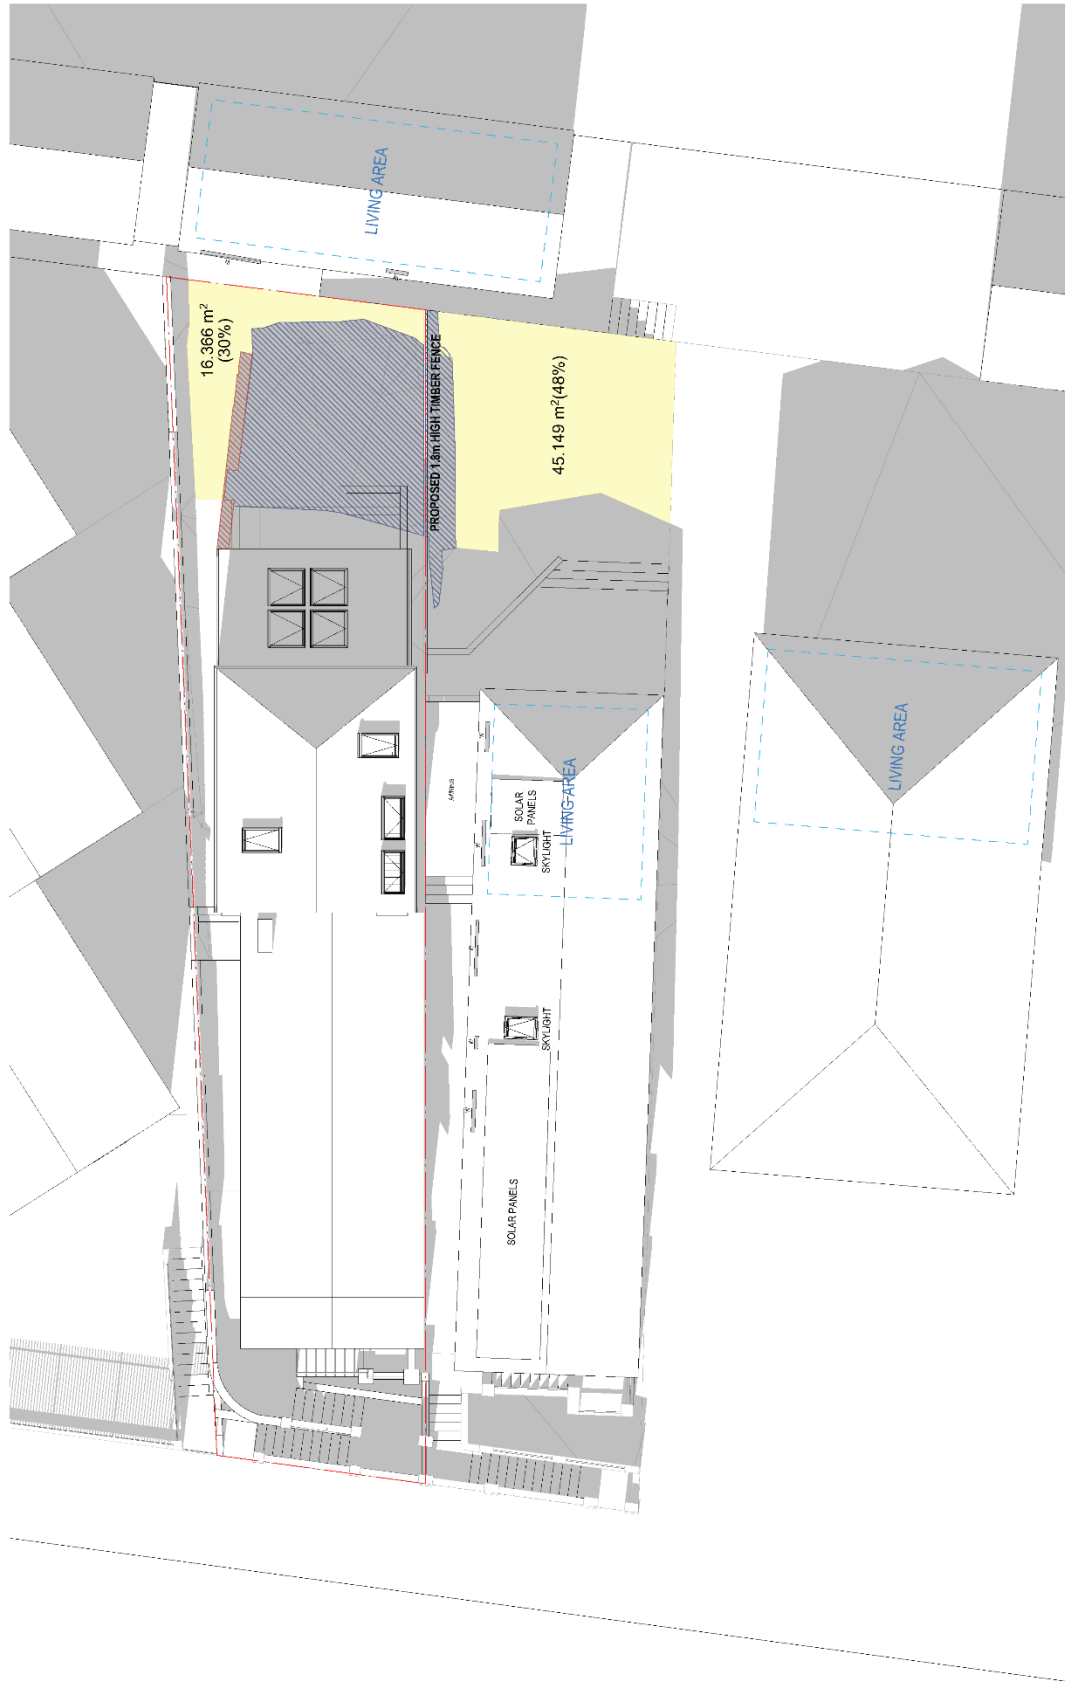 LIVING AREA
16.366 m²
(30%)
PROPOSED 1.8m HIGH TIMBER FENCE
45.149 m²(48%)
LIVING AREA
AWNING
SOLAR
PANELS
SKYLIGHT
LIVING AREA
SKYLIGHT
SOLAR PANELS